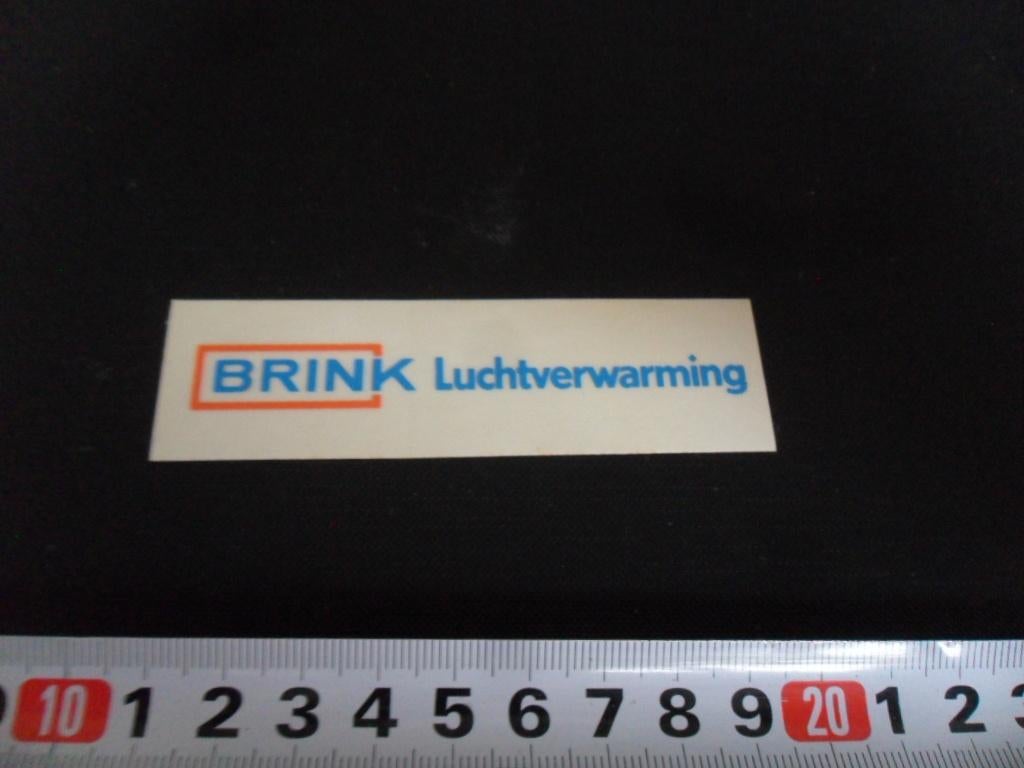 BRINK Luchtverwarming
10 1 2 3 4 5 6 7 8 9 20 1 2